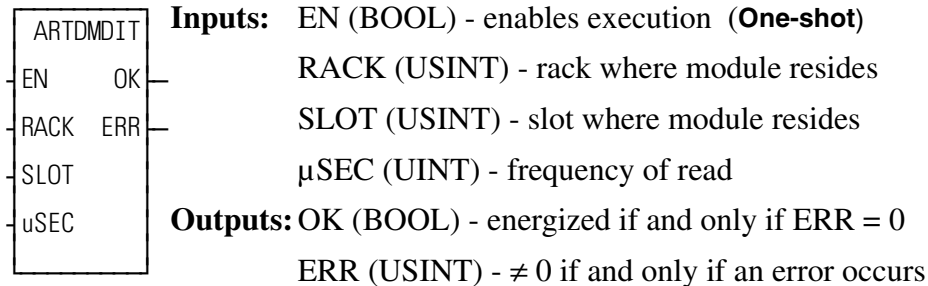 ARTDMDIT
EN OK
RACK ERR
SLOT
uSEC
Inputs: EN (BOOL) - enables execution (One-shot)
RACK (USINT) - rack where module resides
SLOT (USINT) - slot where module resides
µSEC (UINT) - frequency of read
Outputs: OK (BOOL) - energized if and only if ERR = 0
ERR (USINT) - ≠ 0 if and only if an error occurs